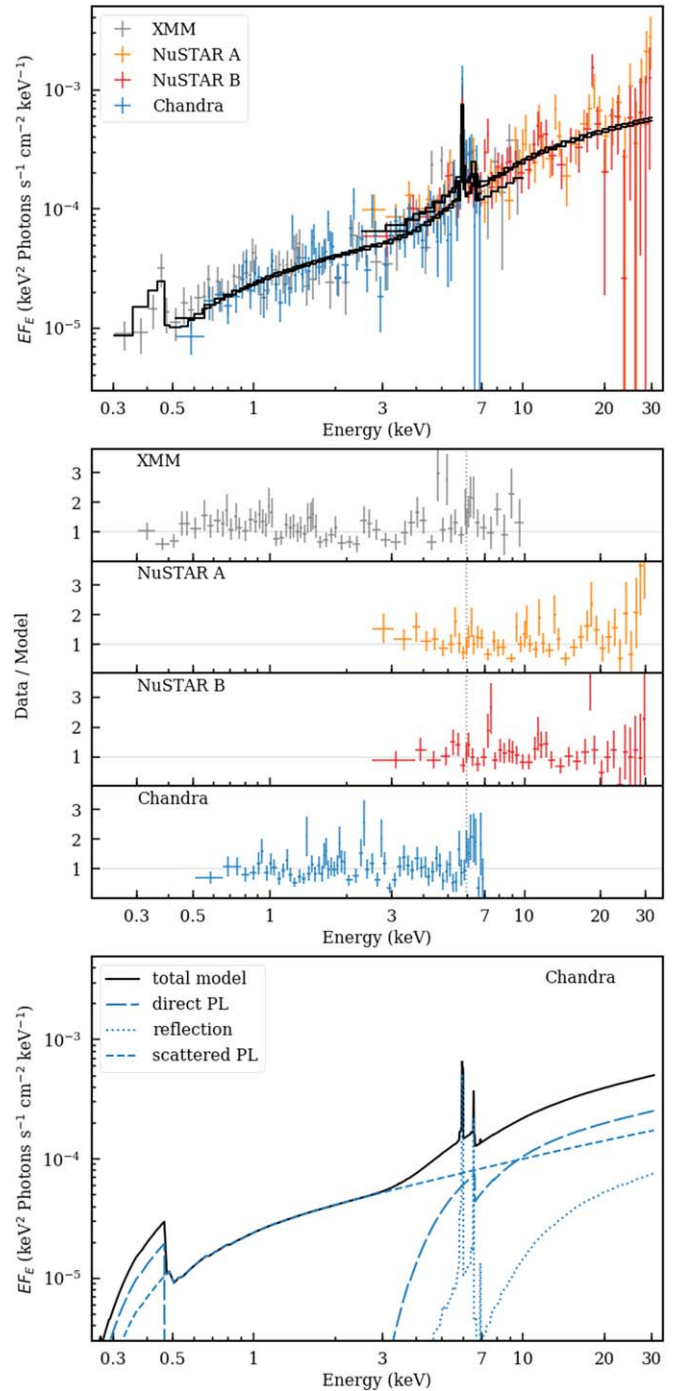 XMM
NuSTAR A
NuSTAR B
Chandra
10⁻³
10⁻⁴
10⁻⁵
EF_E (keV² Photons s⁻¹ cm⁻² keV⁻¹)
0.3 0.5 1 3 7 10 20 30
Energy (keV)
XMM
3
2
1
NuSTAR A
3
2
1
NuSTAR B
3
2
1
Chandra
3
2
1
Data / Model
0.3 0.5 1 3 7 10 20 30
Energy (keV)
total model
direct PL
reflection
scattered PL
Chandra
10⁻³
10⁻⁴
10⁻⁵
EF_E (keV² Photons s⁻¹ cm⁻² keV⁻¹)
0.3 0.5 1 3 7 10 20 30
Energy (keV)